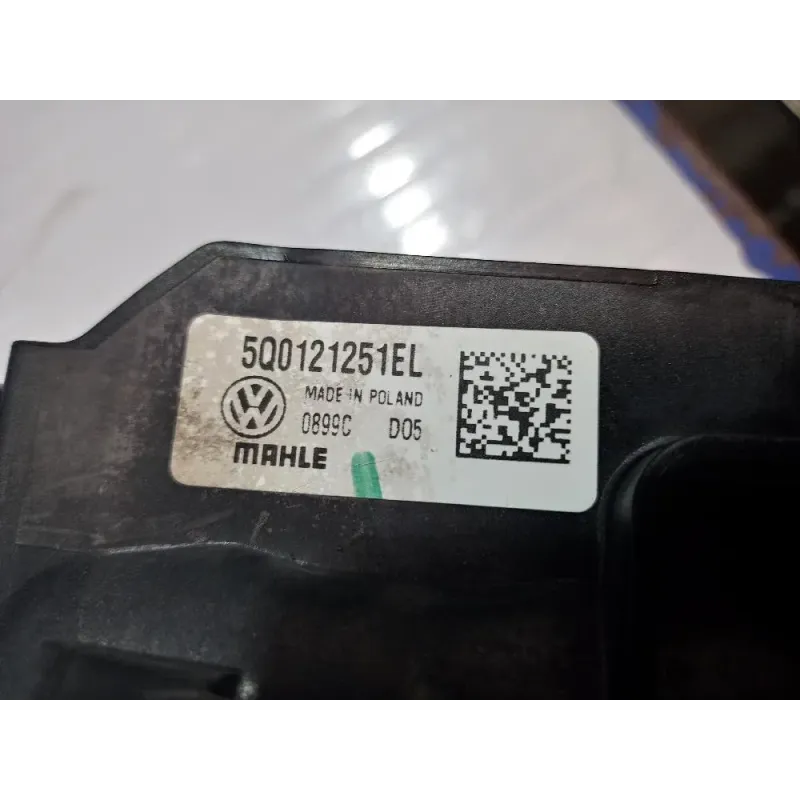 5Q0121251EL
MADE IN POLAND
0899C D05
MAHLE